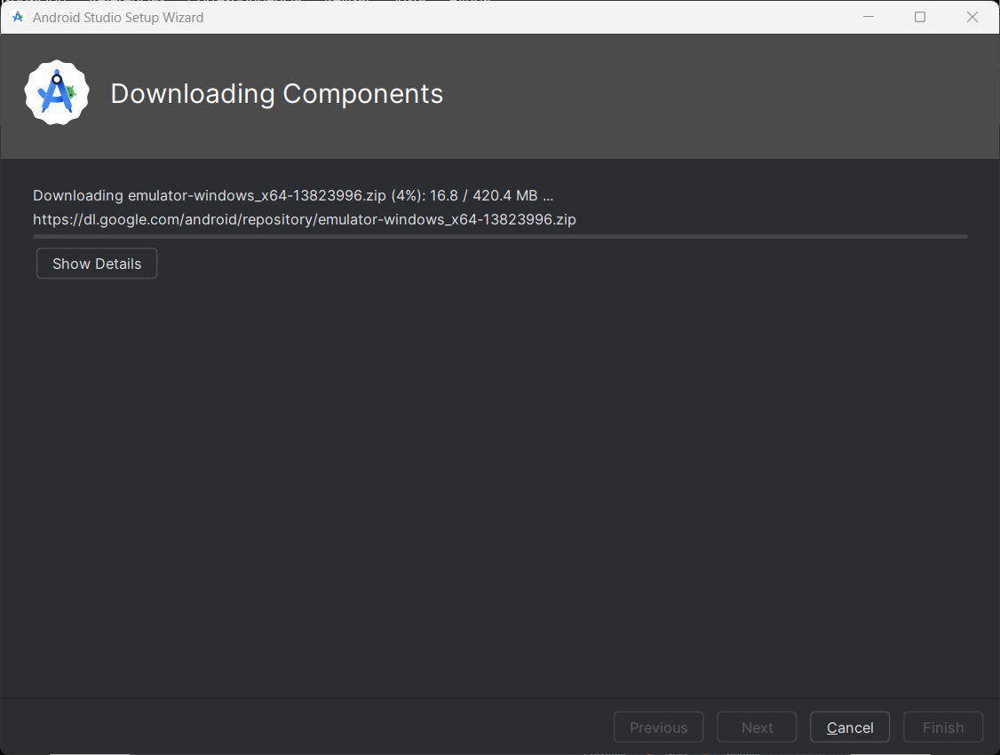 Android Studio Setup Wizard
Downloading Components
Downloading emulator-windows_x64-13823996.zip (4%): 16.8 / 420.4 MB ...
https://dl.google.com/android/repository/emulator-windows_x64-13823996.zip
Show Details
Previous Next Cancel Finish